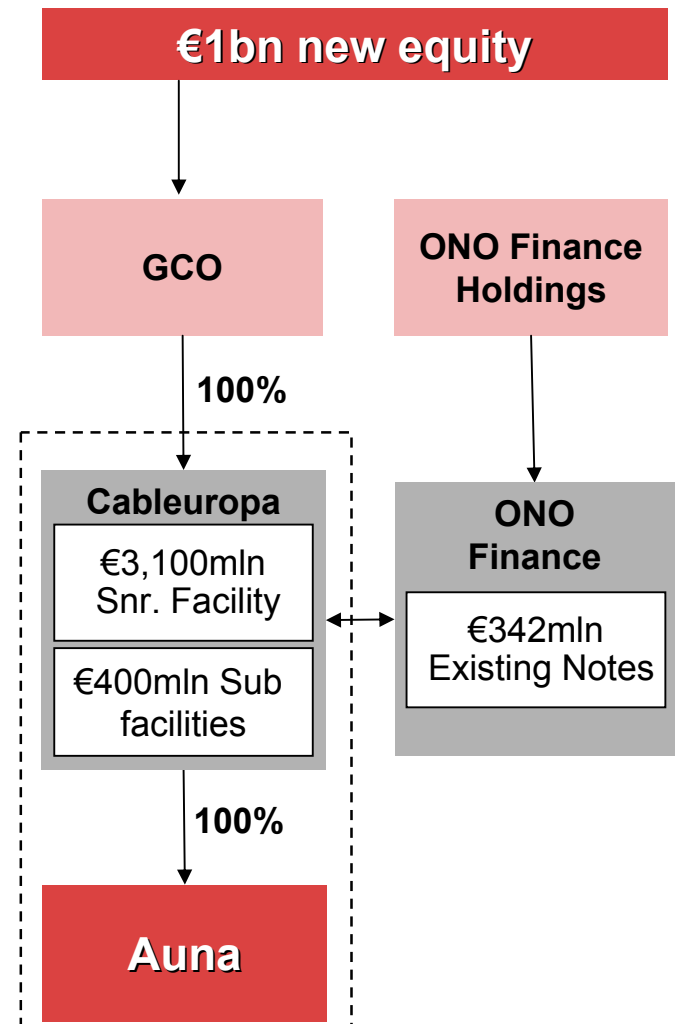 €1bn new equity
GCO
ONO Finance
Holdings
100%
Cableuropa
€3,100mln
Snr. Facility
€400mln Sub
facilities
ONO
Finance
€342mln
Existing Notes
100%
Auna